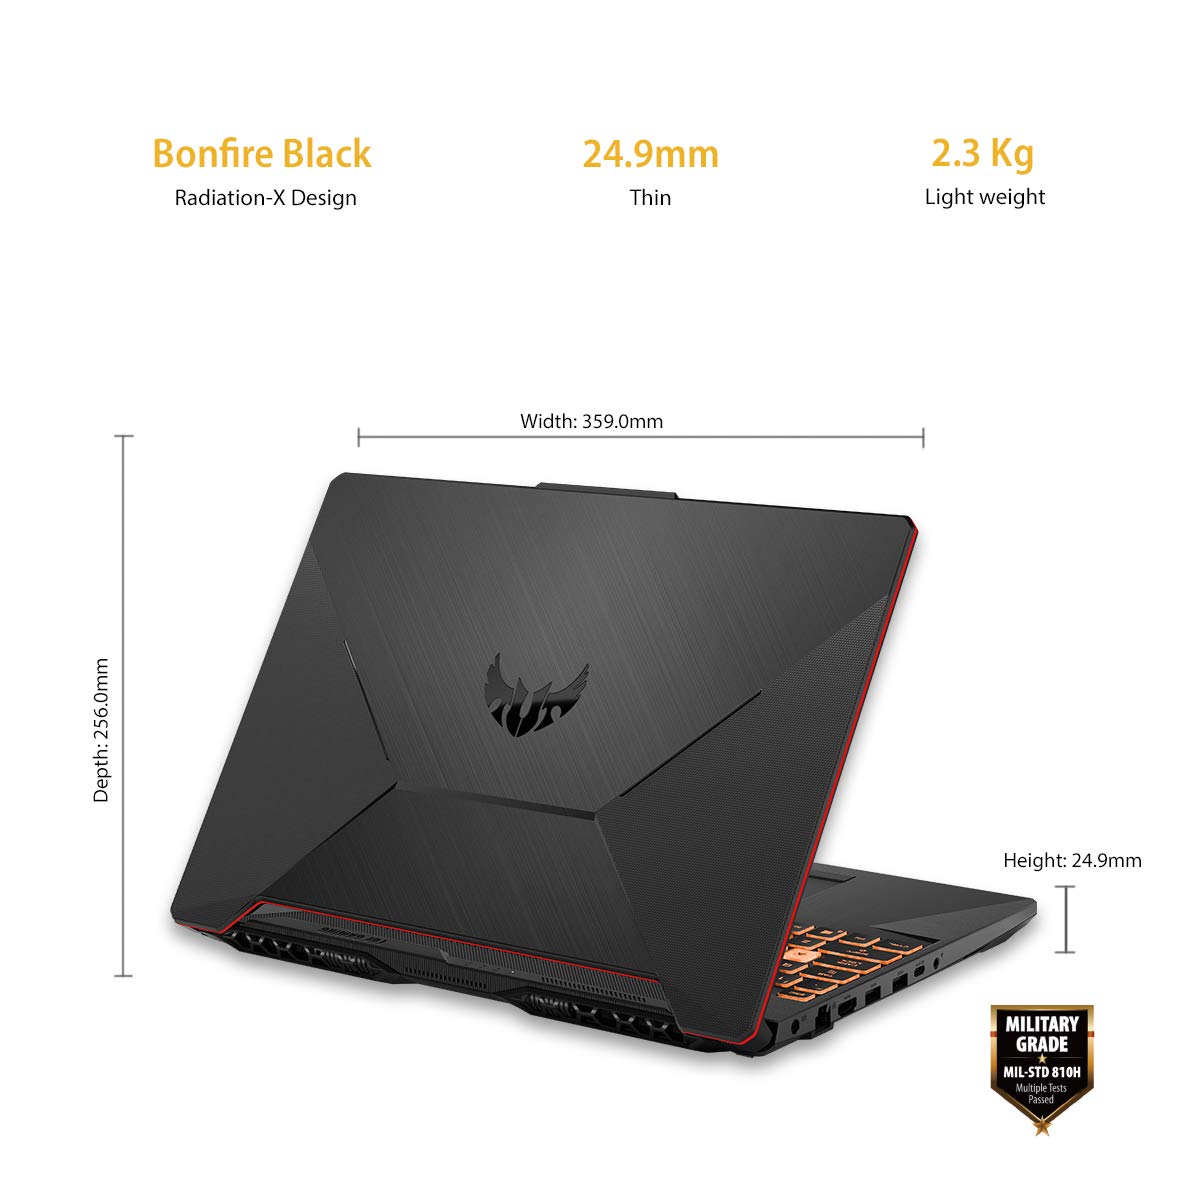 Bonfire Black
Radiation-X Design
24.9mm
Thin
2.3 Kg
Light weight
Width: 359.0mm
Depth: 256.0mm
Height: 24.9mm
MILITARY
GRADE
MIL-STD 810H
Multiple Tests
Passed